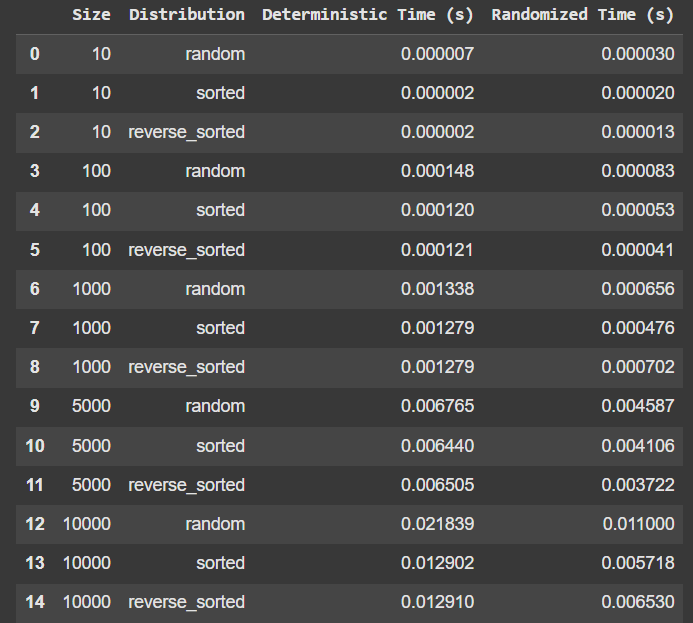 Size Distribution Deterministic Time (s) Randomized Time (s)
0 10 random 0.000007 0.000030
1 10 sorted 0.000002 0.000020
2 10 reverse_sorted 0.000002 0.000013
3 100 random 0.000148 0.000083
4 100 sorted 0.000120 0.000053
5 100 reverse_sorted 0.000121 0.000041
6 1000 random 0.001338 0.000656
7 1000 sorted 0.001279 0.000476
8 1000 reverse_sorted 0.001279 0.000702
9 5000 random 0.006765 0.004587
10 5000 sorted 0.006440 0.004106
11 5000 reverse_sorted 0.006505 0.003722
12 10000 random 0.021839 0.011000
13 10000 sorted 0.012902 0.005718
14 10000 reverse_sorted 0.012910 0.006530